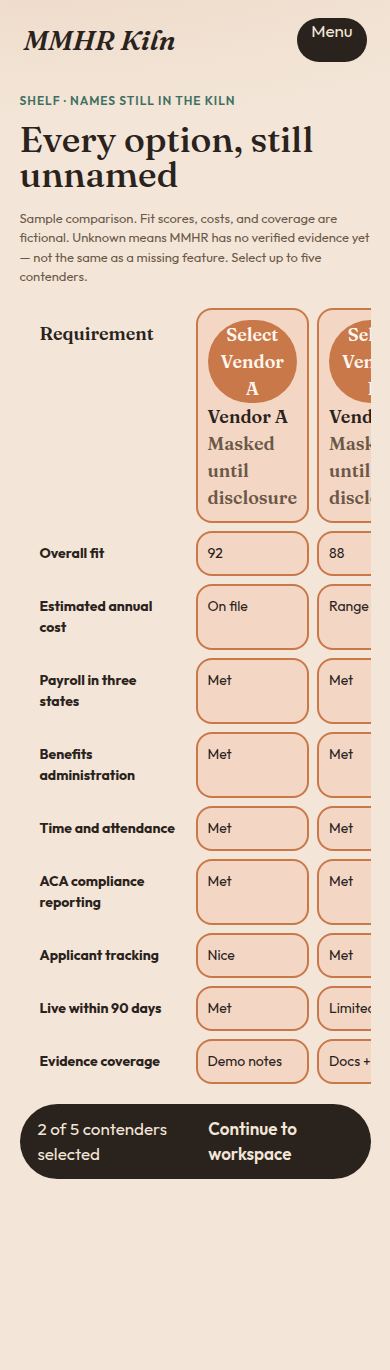 MMHR Kiln
Menu
SHELF · NAMES STILL IN THE KILN
Every option, still
unnamed
Sample comparison. Fit scores, costs, and coverage are
fictional. Unknown means MMHR has no verified evidence yet
— not the same as a missing feature. Select up to five
contenders.
Requirement
Select
Vendor
A
Vendor A
Masked
until
disclosure
Overall fit
92
88
Estimated annual
cost
On file
Range
Payroll in three
states
Met
Met
Benefits
administration
Met
Met
Time and attendance
Met
Met
ACA compliance
reporting
Met
Met
Applicant tracking
Nice
Met
Live within 90 days
Met
Limited
Evidence coverage
Demo notes
Docs +
2 of 5 contenders
selected
Continue to
workspace